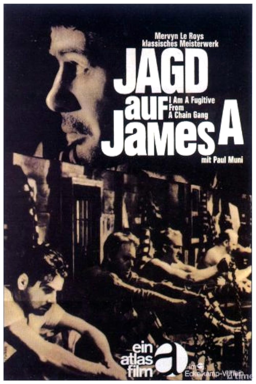 Mervyn Le Roys
klassisches Meisterwerk
JAGD
auf
I Am A Fugitive
From
A Chain Gang
James A
mit Paul Muni
ein
atlas
film
a